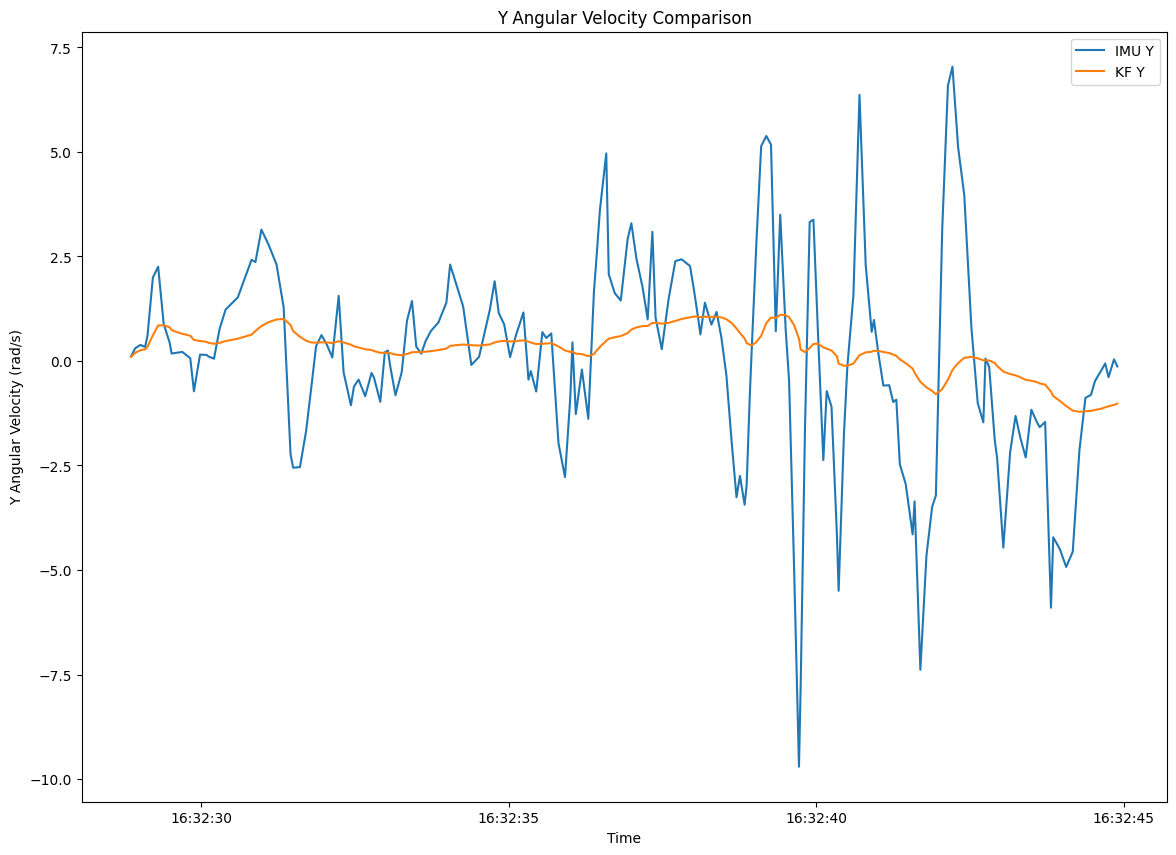 Y Angular Velocity Comparison
IMU Y
KF Y
Y Angular Velocity (rad/s)
7.5
5.0
2.5
0.0
−2.5
−5.0
−7.5
−10.0
16:32:30
16:32:35
16:32:40
16:32:45
Time